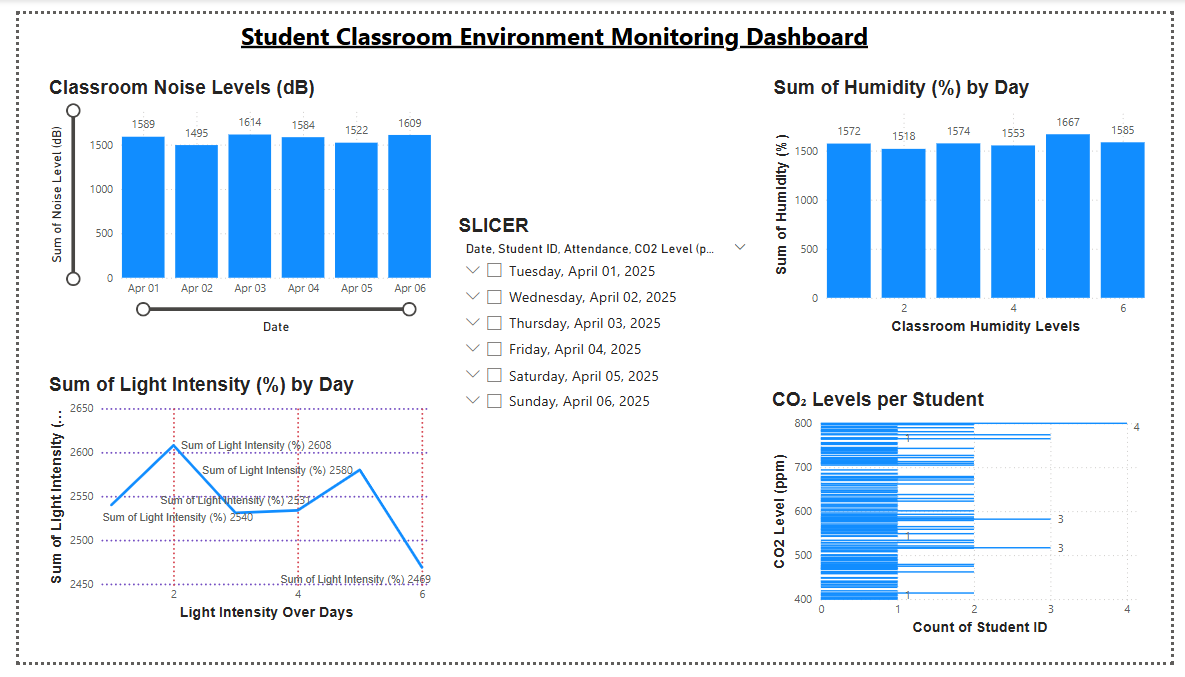 Student Classroom Environment Monitoring Dashboard
Classroom Noise Levels (dB)
Sum of Noise Level (dB)
1500
1000
500
0
1589
1495
1614
1584
1522
1609
Apr 01
Apr 02
Apr 03
Apr 04
Apr 05
Apr 06
Date
Sum of Humidity (%) by Day
Sum of Humidity (%)
1500
1000
500
0
1572
1518
1574
1553
1667
1585
2
4
6
Classroom Humidity Levels
SLICER
Date, Student ID, Attendance, CO2 Level (p...
Tuesday, April 01, 2025
Wednesday, April 02, 2025
Thursday, April 03, 2025
Friday, April 04, 2025
Saturday, April 05, 2025
Sunday, April 06, 2025
Sum of Light Intensity (%) by Day
Sum of Light Intensity (...
2650
2600
2550
2500
2450
Sum of Light Intensity (%) 2608
Sum of Light Intensity (%) 2580
Sum of Light Intensity (%) 2531
Sum of Light Intensity (%) 2540
Sum of Light Intensity (%) 2469
2
4
6
Light Intensity Over Days
CO₂ Levels per Student
CO2 Level (ppm)
800
700
600
500
400
4
1
3
1
3
1
0
1
2
3
4
Count of Student ID